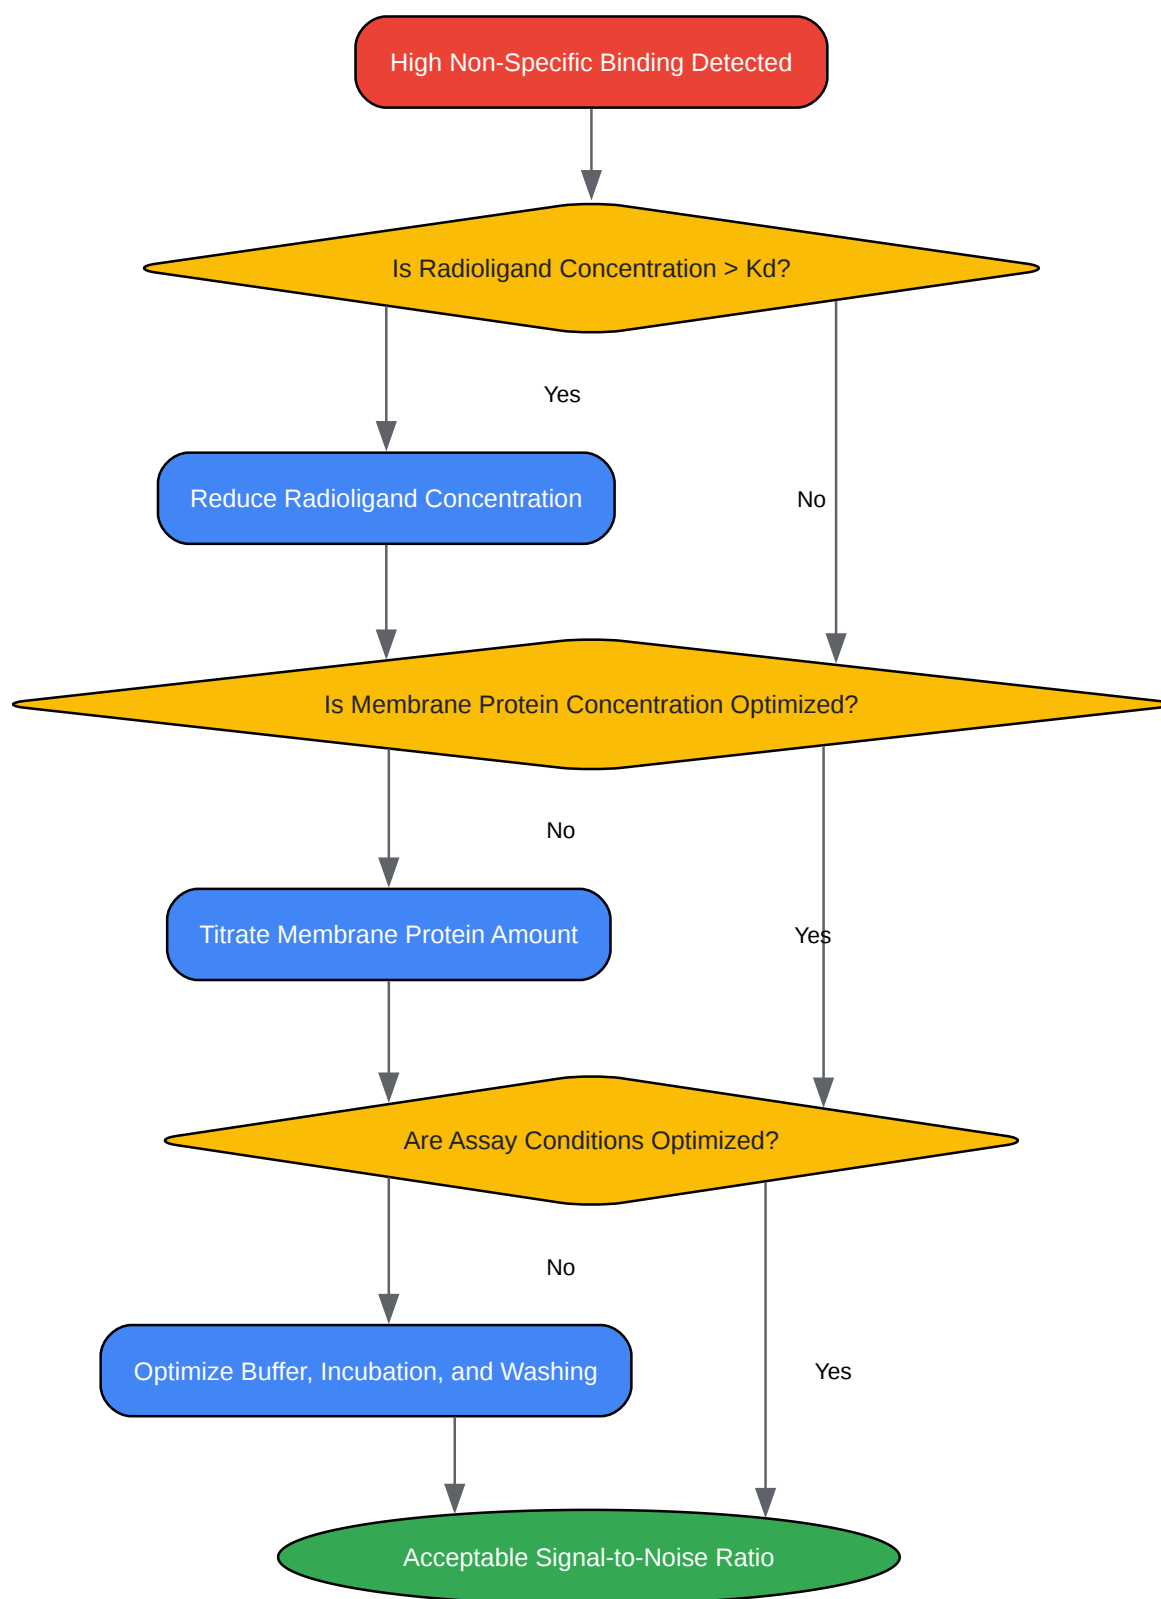 High Non-Specific Binding Detected
Is Radioligand Concentration > Kd?
Yes
Reduce Radioligand Concentration
No
Is Membrane Protein Concentration Optimized?
No
Titrate Membrane Protein Amount
Yes
Are Assay Conditions Optimized?
No
Optimize Buffer, Incubation, and Washing
Yes
Acceptable Signal-to-Noise Ratio